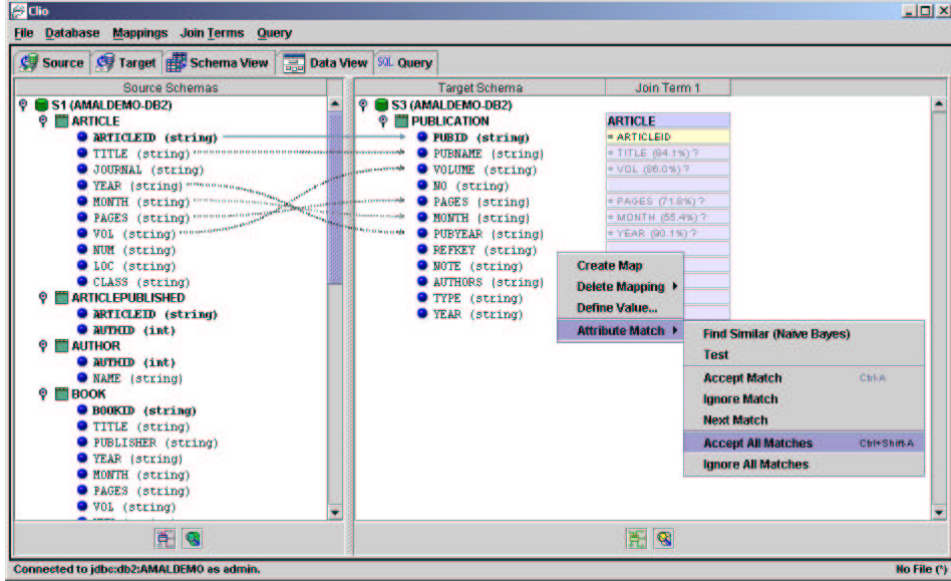 Clio
File Database Mappings Join Terms Query
Source Target Schema View Data View SQL Query
Source Schemas
S1 (AMALDEMO-DB2)
ARTICLE
ARTICLEID (string)
TITLE (string)
JOURNAL (string)
YEAR (string)
MONTH (string)
PAGES (string)
VOL (string)
NUM (string)
LOC (string)
CLASS (string)
ARTICLEPUBLISHED
ARTICLEID (string)
AUTHID (int)
AUTHOR
AUTHID (int)
NAME (string)
BOOK
BOOKID (string)
TITLE (string)
PUBLISHER (string)
YEAR (string)
MONTH (string)
PAGES (string)
VOL (string)
Target Schema Join Term 1
S3 (AMALDEMO-DB2)
PUBLICATION ARTICLE
PUBID (string) = ARTICLEID
PUBNAME (string) = TITLE (84.1%) ?
VOLUME (string) = VOL (86.0%) ?
NO (string)
PAGES (string) = PAGES (71.8%) ?
MONTH (string) = MONTH (55.4%) ?
PUBYEAR (string) = YEAR (90.1%) ?
REFKEY (string)
NOTE (string)
AUTHORS (string)
TYPE (string)
YEAR (string)
Create Map
Delete Mapping
Define Value...
Attribute Match
Find Similar (Naive Bayes)
Test
Accept Match Ctrl-A
Ignore Match
Next Match
Accept All Matches Ctrl+Shift-A
Ignore All Matches
Connected to jdbc:db2:AMALDEMO as admin. No File (*)